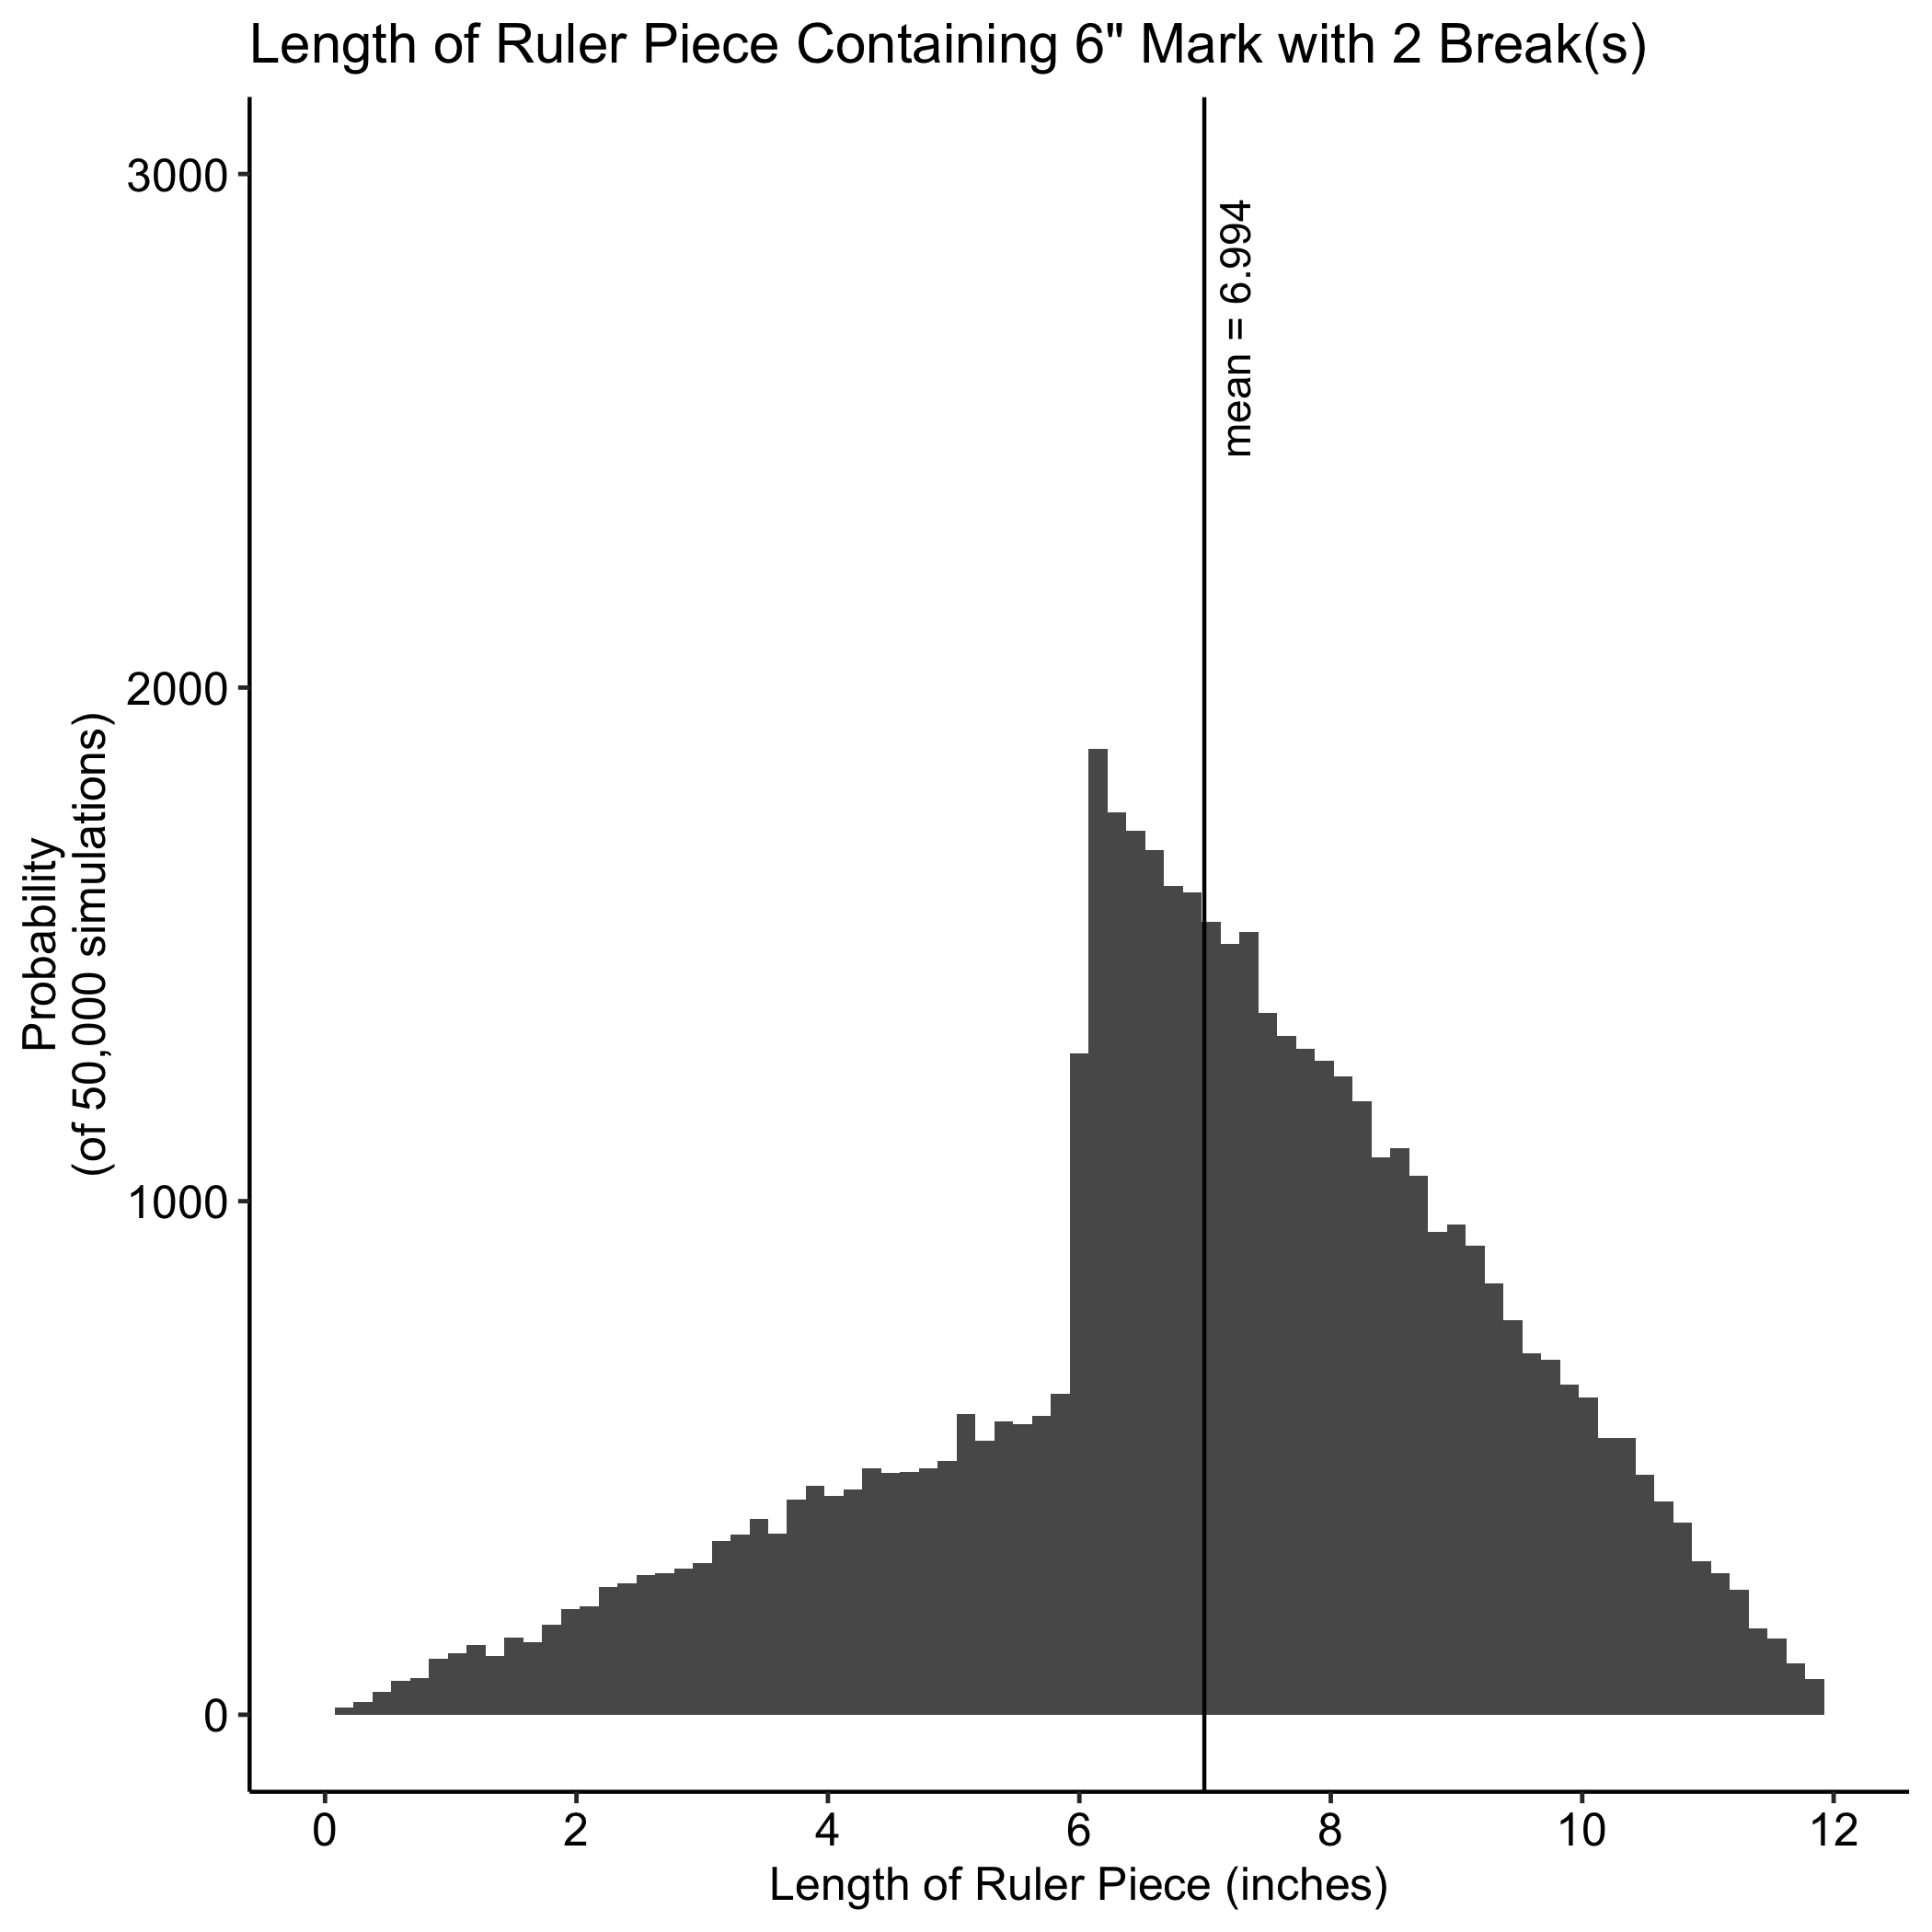 Length of Ruler Piece Containing 6" Mark with 2 Break(s)
Probability
(of 50,000 simulations)
3000
2000
1000
0
mean = 6.994
0 2 4 6 8 10 12
Length of Ruler Piece (inches)